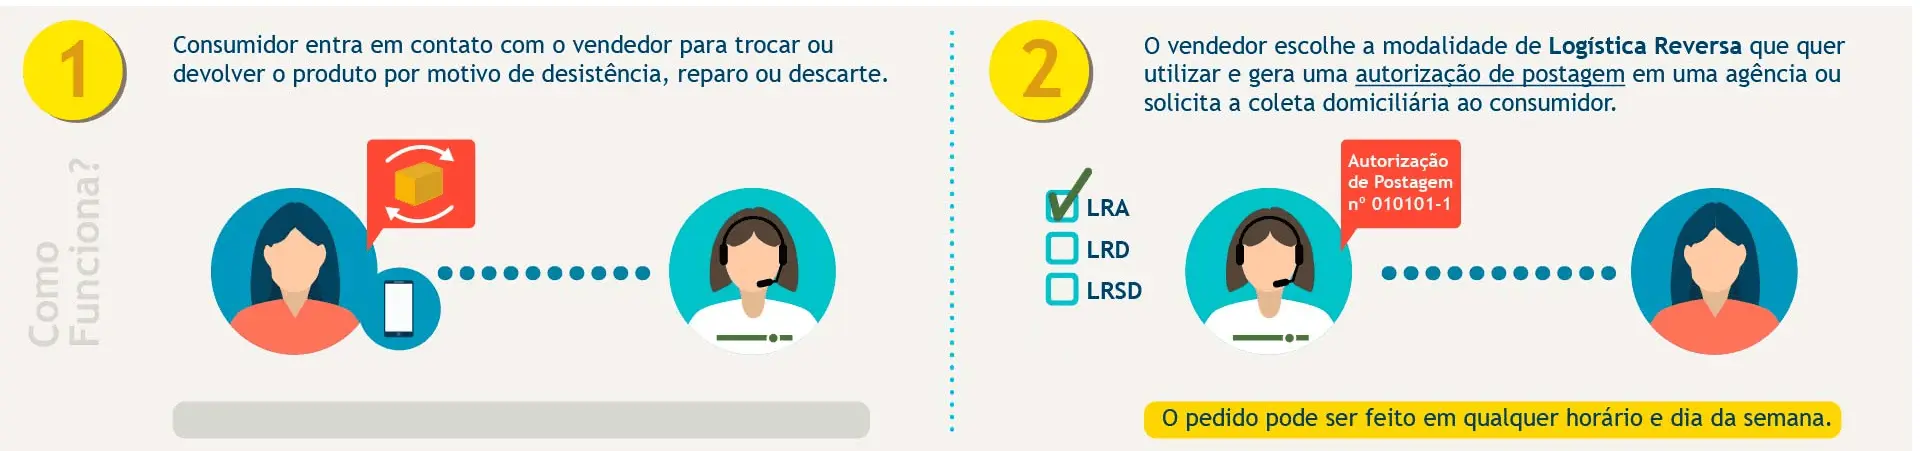 Como
Funciona?
1
Consumidor entra em contato com o vendedor para trocar ou
devolver o produto por motivo de desistência, reparo ou descarte.
2
O vendedor escolhe a modalidade de Logística Reversa que quer
utilizar e gera uma autorização de postagem em uma agência ou
solicita a coleta domiciliária ao consumidor.
LRA
LRD
LRSD
Autorização
de Postagem
nº 010101-1
O pedido pode ser feito em qualquer horário e dia da semana.